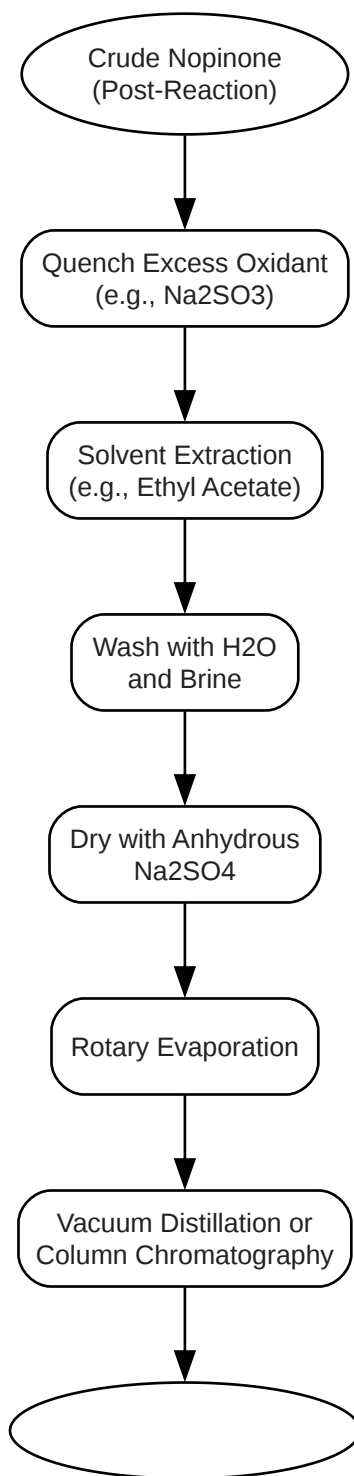 Crude Nopinone
(Post-Reaction)
Quench Excess Oxidant
(e.g., Na2SO3)
Solvent Extraction
(e.g., Ethyl Acetate)
Wash with H2O
and Brine
Dry with Anhydrous
Na2SO4
Rotary Evaporation
Vacuum Distillation or
Column Chromatography